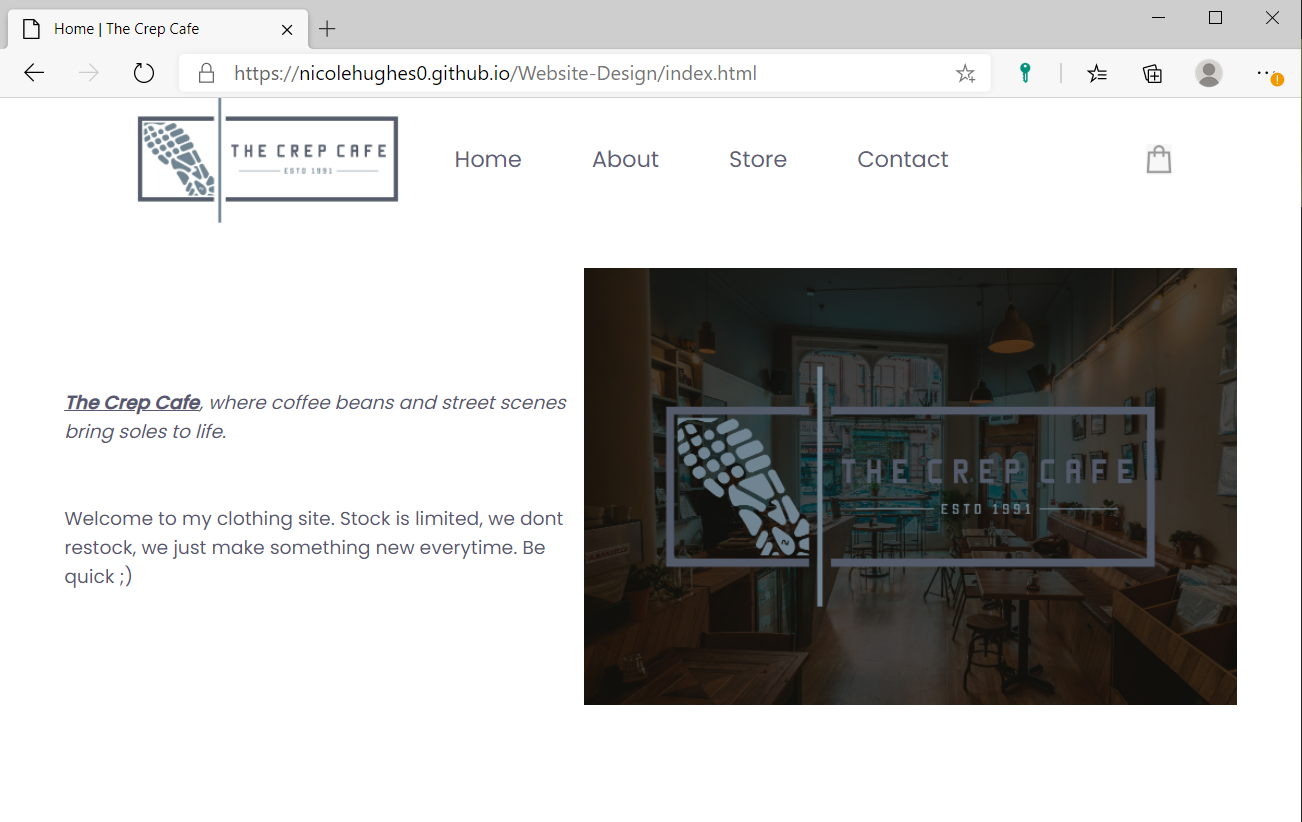 Home | The Crep Cafe
https://nicolehughes0.github.io/Website-Design/index.html
THE CREP CAFE
ESTD 1991
Home About Store Contact
The Crep Cafe, where coffee beans and street scenes
bring soles to life.
Welcome to my clothing site. Stock is limited, we dont
restock, we just make something new everytime. Be
quick ;)
THE CREP CAFE
ESTD 1991